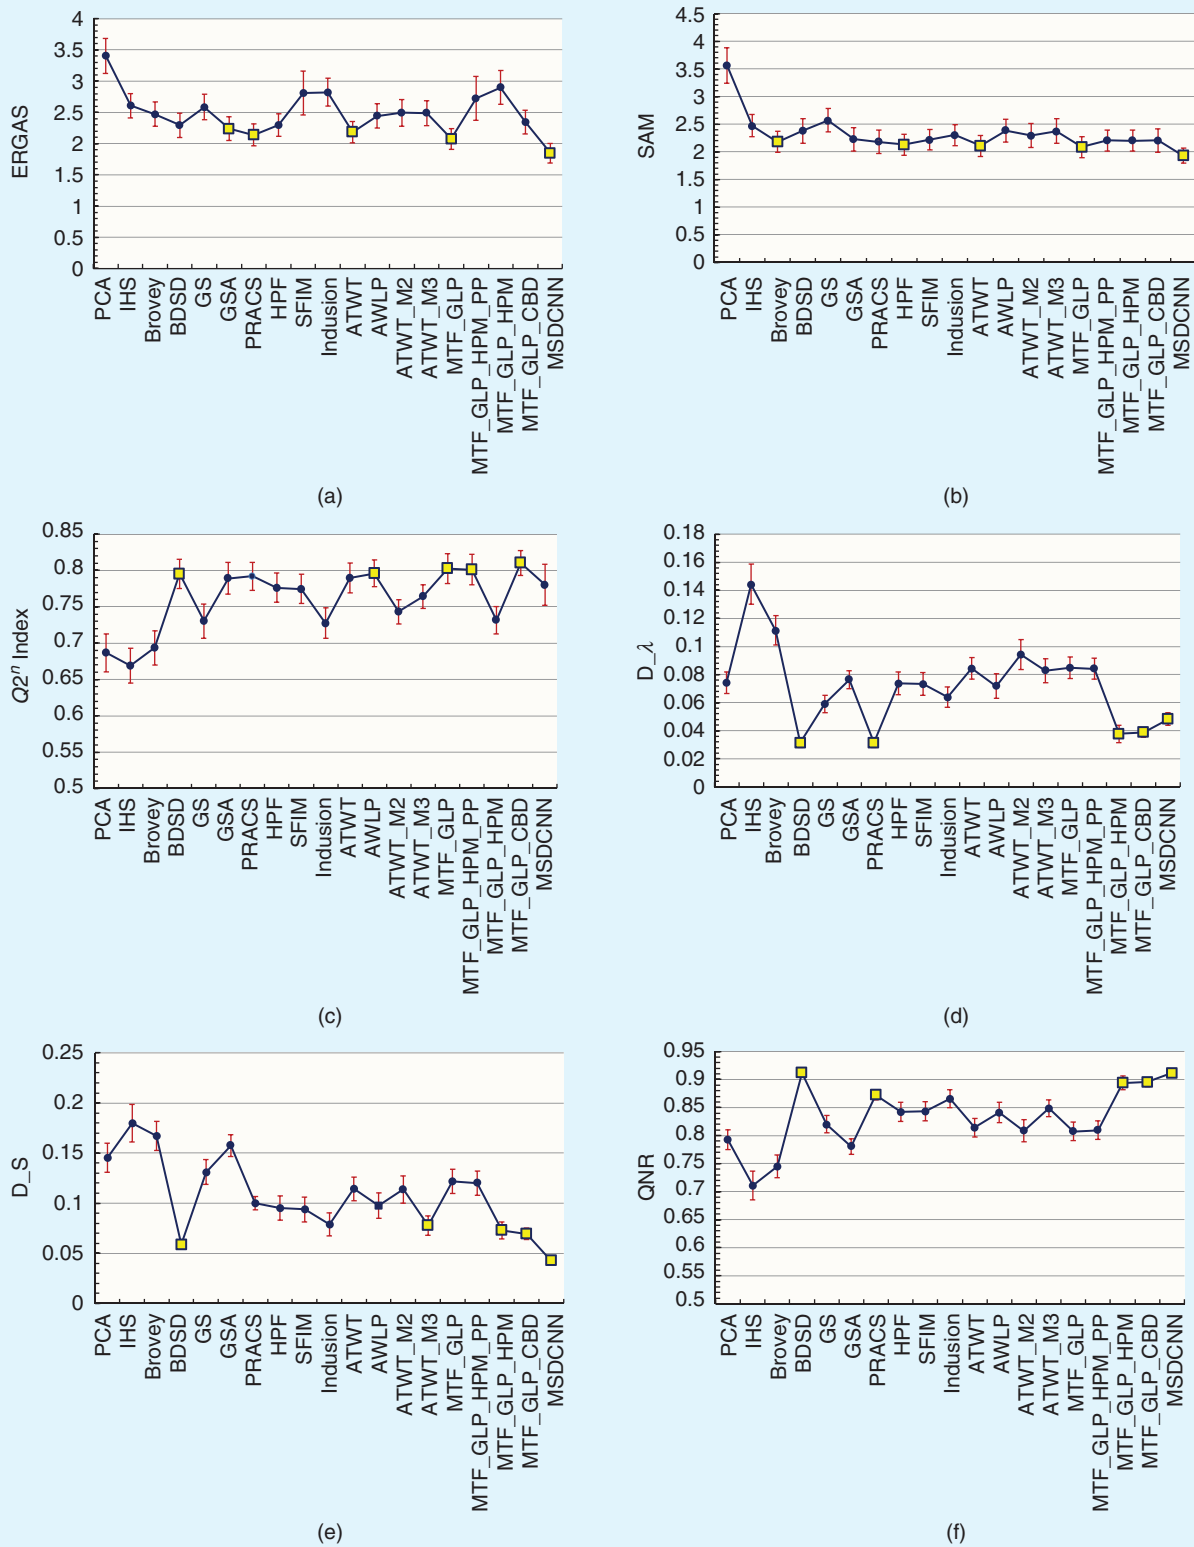 ERGAS
4
3.5
3
2.5
2
1.5
1
0.5
0
PCA
IHS
Brovey
BDSD
GS
GSA
PRACS
HPF
SFIM
Indusion
ATWT
AWLP
ATWT_M2
ATWT_M3
MTF_GLP
MTF_GLP_HPM_PP
MTF_GLP_HPM
MTF_GLP_CBD
MSDCNN
(a)
SAM
4.5
4
3.5
3
2.5
2
1.5
1
0.5
0
PCA
IHS
Brovey
BDSD
GS
GSA
PRACS
HPF
SFIM
Indusion
ATWT
AWLP
ATWT_M2
ATWT_M3
MTF_GLP
MTF_GLP_HPM_PP
MTF_GLP_HPM
MTF_GLP_CBD
MSDCNN
(b)
Q2ⁿ Index
0.85
0.8
0.75
0.7
0.65
0.6
0.55
0.5
PCA
IHS
Brovey
BDSD
GS
GSA
PRACS
HPF
SFIM
Indusion
ATWT
AWLP
ATWT_M2
ATWT_M3
MTF_GLP
MTF_GLP_HPM_PP
MTF_GLP_HPM
MTF_GLP_CBD
MSDCNN
(c)
D_λ
0.18
0.16
0.14
0.12
0.1
0.08
0.06
0.04
0.02
0
PCA
IHS
Brovey
BDSD
GS
GSA
PRACS
HPF
SFIM
Indusion
ATWT
AWLP
ATWT_M2
ATWT_M3
MTF_GLP
MTF_GLP_HPM_PP
MTF_GLP_HPM
MTF_GLP_CBD
MSDCNN
(d)
D_S
0.25
0.2
0.15
0.1
0.05
0
PCA
IHS
Brovey
BDSD
GS
GSA
PRACS
HPF
SFIM
Indusion
ATWT
AWLP
ATWT_M2
ATWT_M3
MTF_GLP
MTF_GLP_HPM_PP
MTF_GLP_HPM
MTF_GLP_CBD
MSDCNN
(e)
QNR
0.95
0.9
0.85
0.8
0.75
0.7
0.65
0.6
0.55
0.5
PCA
IHS
Brovey
BDSD
GS
GSA
PRACS
HPF
SFIM
Indusion
ATWT
AWLP
ATWT_M2
ATWT_M3
MTF_GLP
MTF_GLP_HPM_PP
MTF_GLP_HPM
MTF_GLP_CBD
MSDCNN
(f)